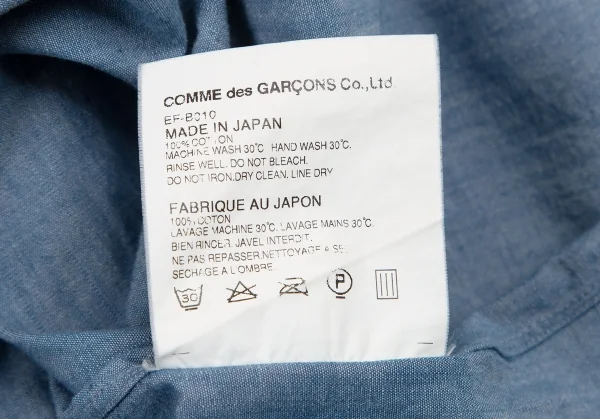 COMME des GARÇONS Co.,Ltd
EF-B010
MADE IN JAPAN
100% COTTON
MACHINE WASH 30℃ HAND WASH 30℃.
RINSE WELL. DO NOT BLEACH.
DO NOT IRON.DRY CLEAN. LINE DRY
FABRIQUE AU JAPON
100% COTON
LAVAGE MACHINE 30℃. LAVAGE MAINS 30℃.
BIEN RINCER. JAVEL INTERDIT.
NE PAS REPASSER.NETTOYAGE A SE
SECHAGE A L OMBRE
30 P